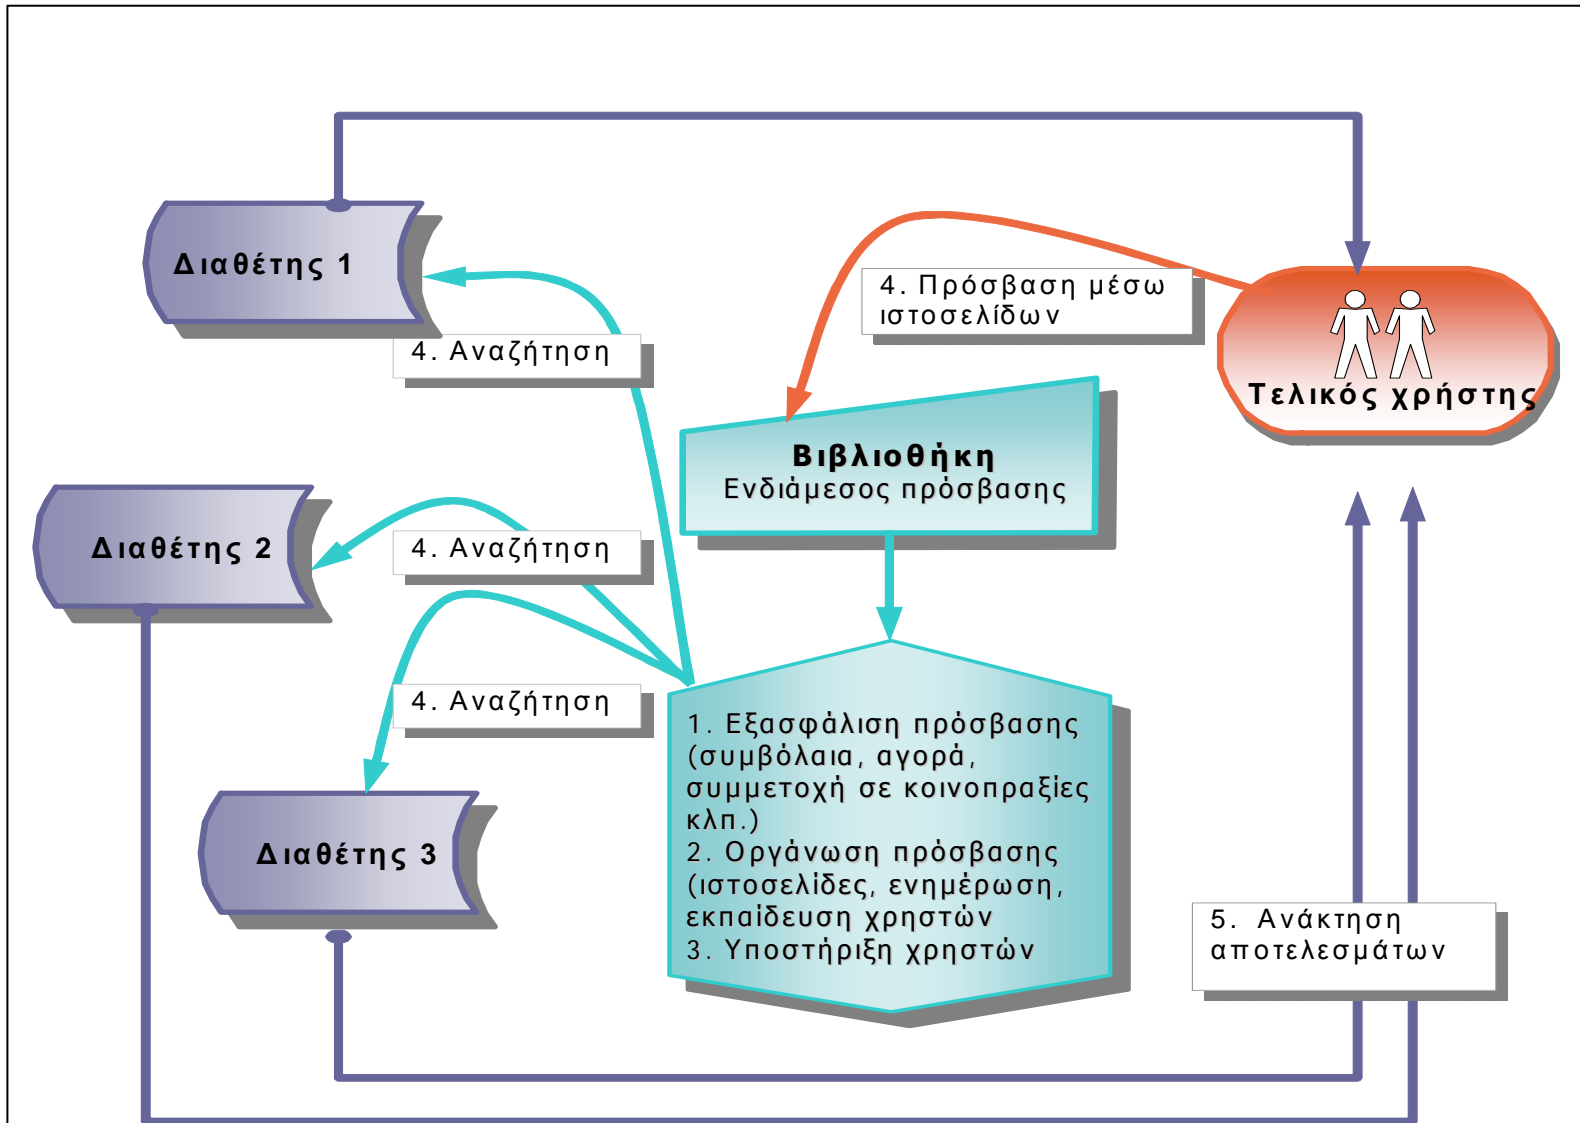 Διαθέτης 1
4. Πρόσβαση μέσω
ιστοσελίδων
4. Αναζήτηση
Τελικός χρήστης
Βιβλιοθήκη
Ενδιάμεσος πρόσβασης
Διαθέτης 2
4. Αναζήτηση
4. Αναζήτηση
1. Εξασφάλιση πρόσβασης
(συμβόλαια, αγορά,
συμμετοχή σε κοινοπραξίες
κλπ.)
2. Οργάνωση πρόσβασης
(ιστοσελίδες, ενημέρωση,
εκπαίδευση χρηστών
3. Υποστήριξη χρηστών
Διαθέτης 3
5. Ανάκτηση
αποτελεσμάτων